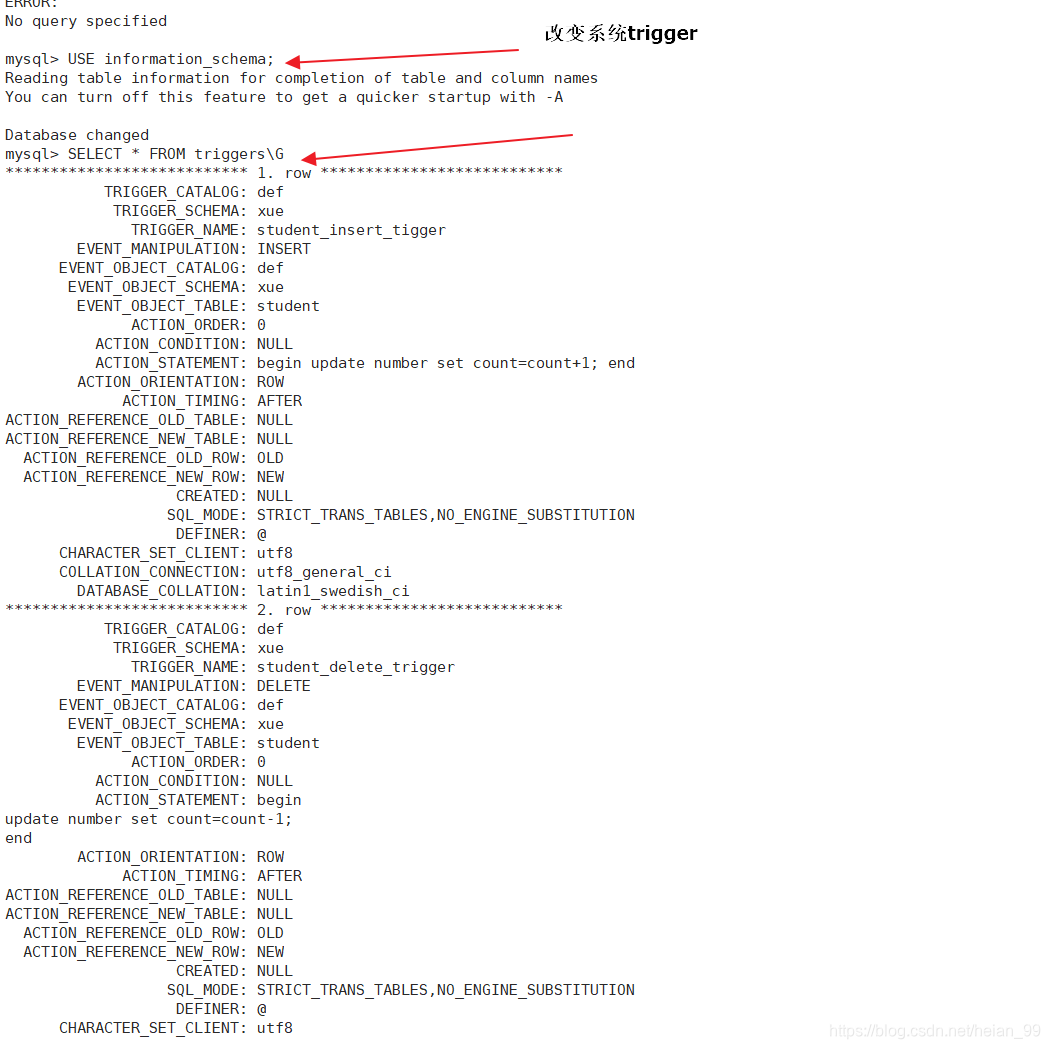 ERROR:
No query specified
改变系统trigger
mysql> USE information_schema;
Reading table information for completion of table and column names
You can turn off this feature to get a quicker startup with -A
Database changed
mysql> SELECT * FROM triggers\G
*************************** 1. row ***************************
TRIGGER_CATALOG: def
TRIGGER_SCHEMA: xue
TRIGGER_NAME: student_insert_tigger
EVENT_MANIPULATION: INSERT
EVENT_OBJECT_CATALOG: def
EVENT_OBJECT_SCHEMA: xue
EVENT_OBJECT_TABLE: student
ACTION_ORDER: 0
ACTION_CONDITION: NULL
ACTION_STATEMENT: begin update number set count=count+1; end
ACTION_ORIENTATION: ROW
ACTION_TIMING: AFTER
ACTION_REFERENCE_OLD_TABLE: NULL
ACTION_REFERENCE_NEW_TABLE: NULL
ACTION_REFERENCE_OLD_ROW: OLD
ACTION_REFERENCE_NEW_ROW: NEW
CREATED: NULL
SQL_MODE: STRICT_TRANS_TABLES,NO_ENGINE_SUBSTITUTION
DEFINER: @
CHARACTER_SET_CLIENT: utf8
COLLATION_CONNECTION: utf8_general_ci
DATABASE_COLLATION: latin1_swedish_ci
*************************** 2. row ***************************
TRIGGER_CATALOG: def
TRIGGER_SCHEMA: xue
TRIGGER_NAME: student_delete_trigger
EVENT_MANIPULATION: DELETE
EVENT_OBJECT_CATALOG: def
EVENT_OBJECT_SCHEMA: xue
EVENT_OBJECT_TABLE: student
ACTION_ORDER: 0
ACTION_CONDITION: NULL
ACTION_STATEMENT: begin
update number set count=count-1;
end
ACTION_ORIENTATION: ROW
ACTION_TIMING: AFTER
ACTION_REFERENCE_OLD_TABLE: NULL
ACTION_REFERENCE_NEW_TABLE: NULL
ACTION_REFERENCE_OLD_ROW: OLD
ACTION_REFERENCE_NEW_ROW: NEW
CREATED: NULL
SQL_MODE: STRICT_TRANS_TABLES,NO_ENGINE_SUBSTITUTION
DEFINER: @
CHARACTER_SET_CLIENT: utf8
https://blog.csdn.net/heian_99